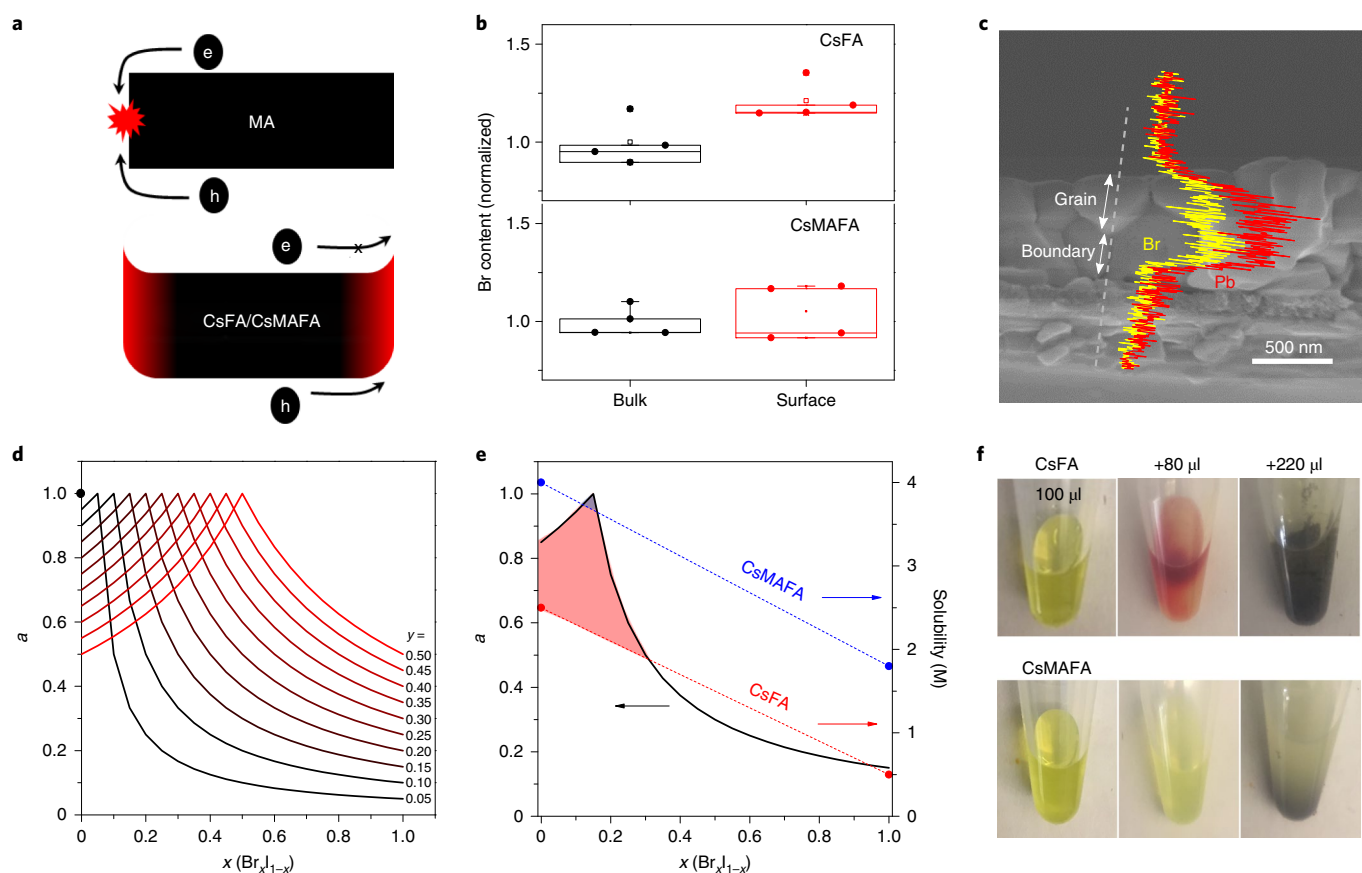 a
e
MA
h
e
x
CsFA/CsMAFA
h
b
1.5
CsFA
1.0
1.5
CsMAFA
1.0
Br content (normalized)
Bulk
Surface
c
Grain
Boundary
Br
Pb
500 nm
d
1.0
0.8
0.6
0.4
0.2
0
a
0
0.2
0.4
0.6
0.8
1.0
x (BrxI1–x)
y =
0.50
0.45
0.40
0.35
0.30
0.25
0.20
0.15
0.10
0.05
e
1.0
0.8
0.6
0.4
0.2
0
a
CsMAFA
CsFA
4
3
2
1
0
Solubility (M)
0
0.2
0.4
0.6
0.8
1.0
x (BrxI1–x)
f
CsFA
+80 µl
+220 µl
100 µl
CsMAFA